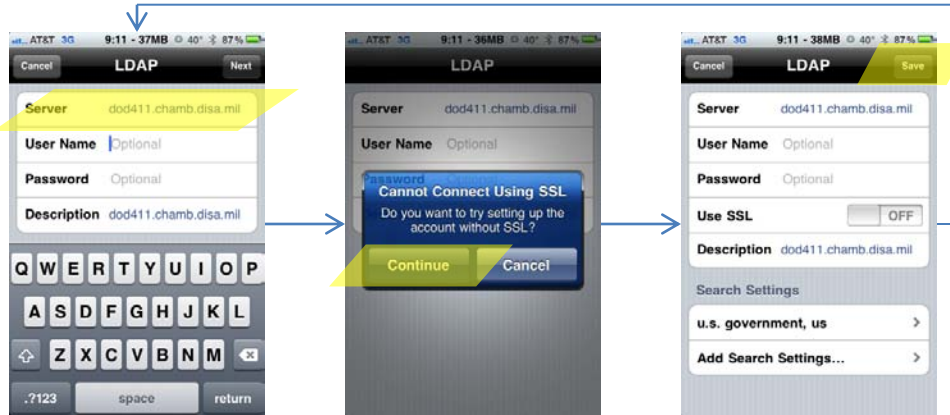 AT&T 3G 9:11 - 37MB 40° 87%
Cancel LDAP Next
Server dod411.chamb.disa.mil
User Name Optional
Password Optional
Description dod411.chamb.disa.mil
Q W E R T Y U I O P
A S D F G H J K L
Z X C V B N M
.?123 space return
AT&T 3G 9:11 - 36MB 40° 87%
LDAP
Server dod411.chamb.disa.mil
User Name Optional
Password
Cannot Connect Using SSL
Do you want to try setting up the
account without SSL?
Continue Cancel
AT&T 3G 9:11 - 38MB 40° 87%
Cancel LDAP Save
Server dod411.chamb.disa.mil
User Name Optional
Password Optional
Use SSL OFF
Description dod411.chamb.disa.mil
Search Settings
u.s. government, us
Add Search Settings...